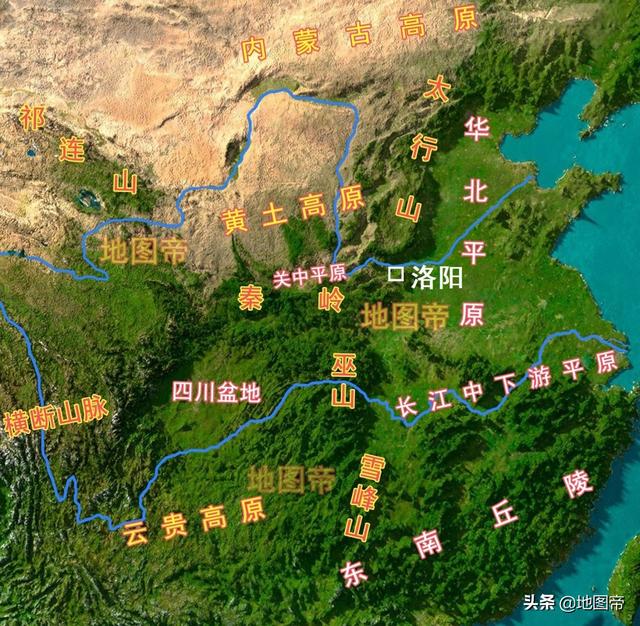 内蒙古高原
太行山
祁连山
华北平原
黄土高原
地图帝
关中平原
洛阳
秦岭
地图帝
巫山
四川盆地
长江中下游平原
横断山脉
地图帝
雪峰山
云贵高原
东南丘陵
头条 @地图帝